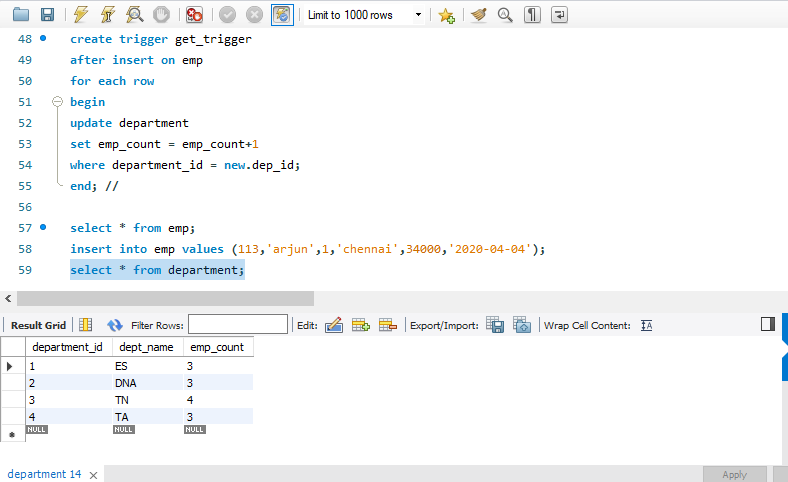 Limit to 1000 rows
48 create trigger get_trigger
49 after insert on emp
50 for each row
51 begin
52 update department
53 set emp_count = emp_count+1
54 where department_id = new.dep_id;
55 end; //
56
57 select * from emp;
58 insert into emp values (113,'arjun',1,'chennai',34000,'2020-04-04');
59 select * from department;
Result Grid Filter Rows: Edit: Export/Import: Wrap Cell Content: IA
department_id dept_name emp_count
1 ES 3
2 DNA 3
3 TN 4
4 TA 3
NULL NULL NULL
department 14 Apply